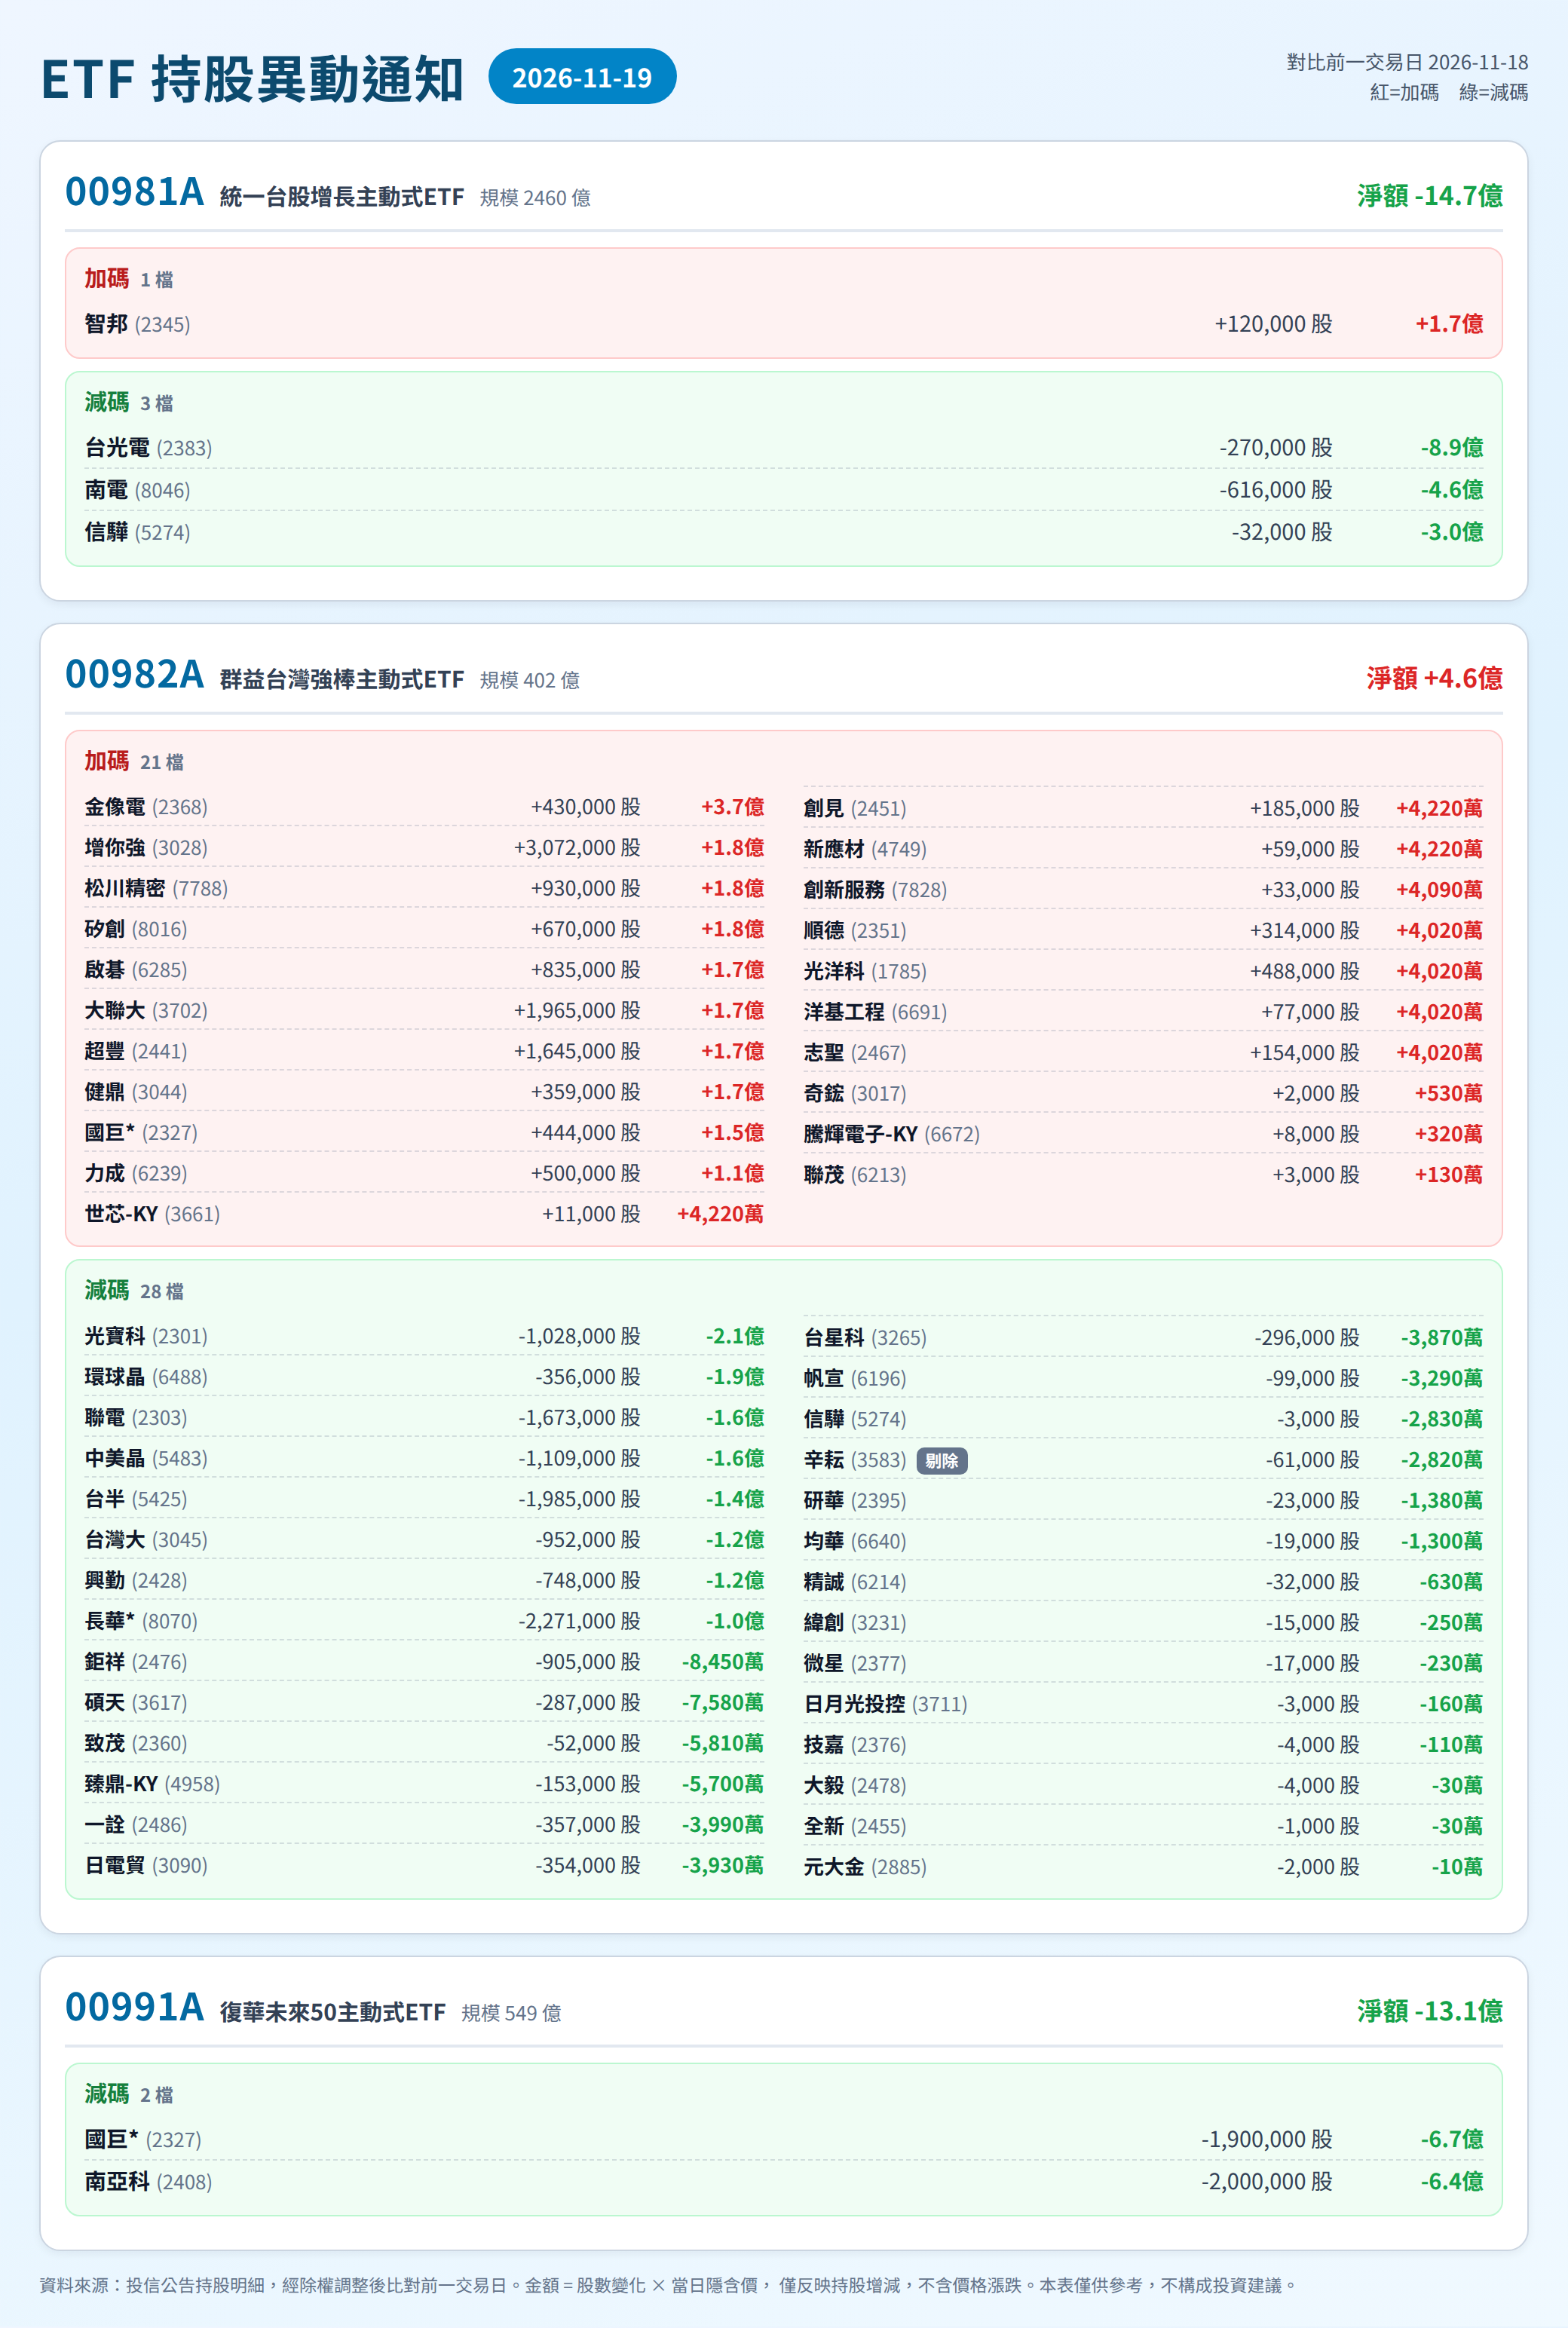 ETF 持股異動通知 2026-11-19
對比前一交易日 2026-11-18
紅=加碼 綠=減碼
00981A 統一台股增長主動式ETF 規模 2460 億 淨額 -14.7億
加碼 1 檔
智邦 (2345) +120,000 股 +1.7億
減碼 3 檔
台光電 (2383) -270,000 股 -8.9億
南電 (8046) -616,000 股 -4.6億
信驊 (5274) -32,000 股 -3.0億
00982A 群益台灣強棒主動式ETF 規模 402 億 淨額 +4.6億
加碼 21 檔
金像電 (2368) +430,000 股 +3.7億
增你強 (3028) +3,072,000 股 +1.8億
松川精密 (7788) +930,000 股 +1.8億
矽創 (8016) +670,000 股 +1.8億
啟碁 (6285) +835,000 股 +1.7億
大聯大 (3702) +1,965,000 股 +1.7億
超豐 (2441) +1,645,000 股 +1.7億
健鼎 (3044) +359,000 股 +1.7億
國巨* (2327) +444,000 股 +1.5億
力成 (6239) +500,000 股 +1.1億
世芯-KY (3661) +11,000 股 +4,220萬
創見 (2451) +185,000 股 +4,220萬
新應材 (4749) +59,000 股 +4,220萬
創新服務 (7828) +33,000 股 +4,090萬
順德 (2351) +314,000 股 +4,020萬
光洋科 (1785) +488,000 股 +4,020萬
洋基工程 (6691) +77,000 股 +4,020萬
志聖 (2467) +154,000 股 +4,020萬
奇鋐 (3017) +2,000 股 +530萬
騰輝電子-KY (6672) +8,000 股 +320萬
聯茂 (6213) +3,000 股 +130萬
減碼 28 檔
光寶科 (2301) -1,028,000 股 -2.1億
環球晶 (6488) -356,000 股 -1.9億
聯電 (2303) -1,673,000 股 -1.6億
中美晶 (5483) -1,109,000 股 -1.6億
台半 (5425) -1,985,000 股 -1.4億
台灣大 (3045) -952,000 股 -1.2億
興勤 (2428) -748,000 股 -1.2億
長華* (8070) -2,271,000 股 -1.0億
鉅祥 (2476) -905,000 股 -8,450萬
碩天 (3617) -287,000 股 -7,580萬
致茂 (2360) -52,000 股 -5,810萬
臻鼎-KY (4958) -153,000 股 -5,700萬
一詮 (2486) -357,000 股 -3,990萬
日電貿 (3090) -354,000 股 -3,930萬
台星科 (3265) -296,000 股 -3,870萬
帆宣 (6196) -99,000 股 -3,290萬
信驊 (5274) -3,000 股 -2,830萬
辛耘 (3583) 剔除 -61,000 股 -2,820萬
研華 (2395) -23,000 股 -1,380萬
均華 (6640) -19,000 股 -1,300萬
精誠 (6214) -32,000 股 -630萬
緯創 (3231) -15,000 股 -250萬
微星 (2377) -17,000 股 -230萬
日月光投控 (3711) -3,000 股 -160萬
技嘉 (2376) -4,000 股 -110萬
大毅 (2478) -4,000 股 -30萬
全新 (2455) -1,000 股 -30萬
元大金 (2885) -2,000 股 -10萬
00991A 復華未來50主動式ETF 規模 549 億 淨額 -13.1億
減碼 2 檔
國巨* (2327) -1,900,000 股 -6.7億
南亞科 (2408) -2,000,000 股 -6.4億
資料來源：投信公告持股明細，經除權調整後比對前一交易日。金額 = 股數變化 × 當日隱含價， 僅反映持股增減，不含價格漲跌。本表僅供參考，不構成投資建議。